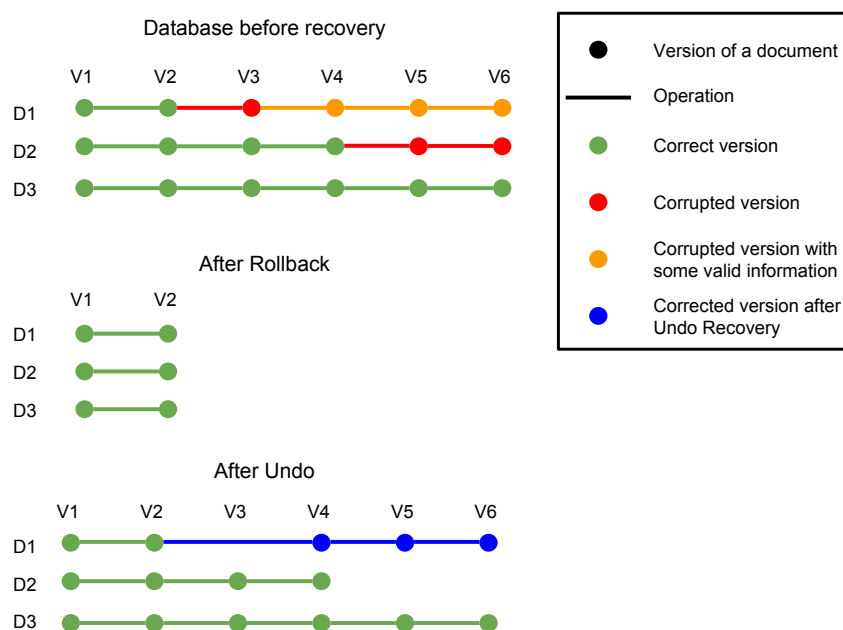 Database before recovery
V1 V2 V3 V4 V5 V6
D1
D2
D3
After Rollback
V1 V2
D1
D2
D3
After Undo
V1 V2 V3 V4 V5 V6
D1
D2
D3
Version of a document
Operation
Correct version
Corrupted version
Corrupted version with
some valid information
Corrected version after
Undo Recovery